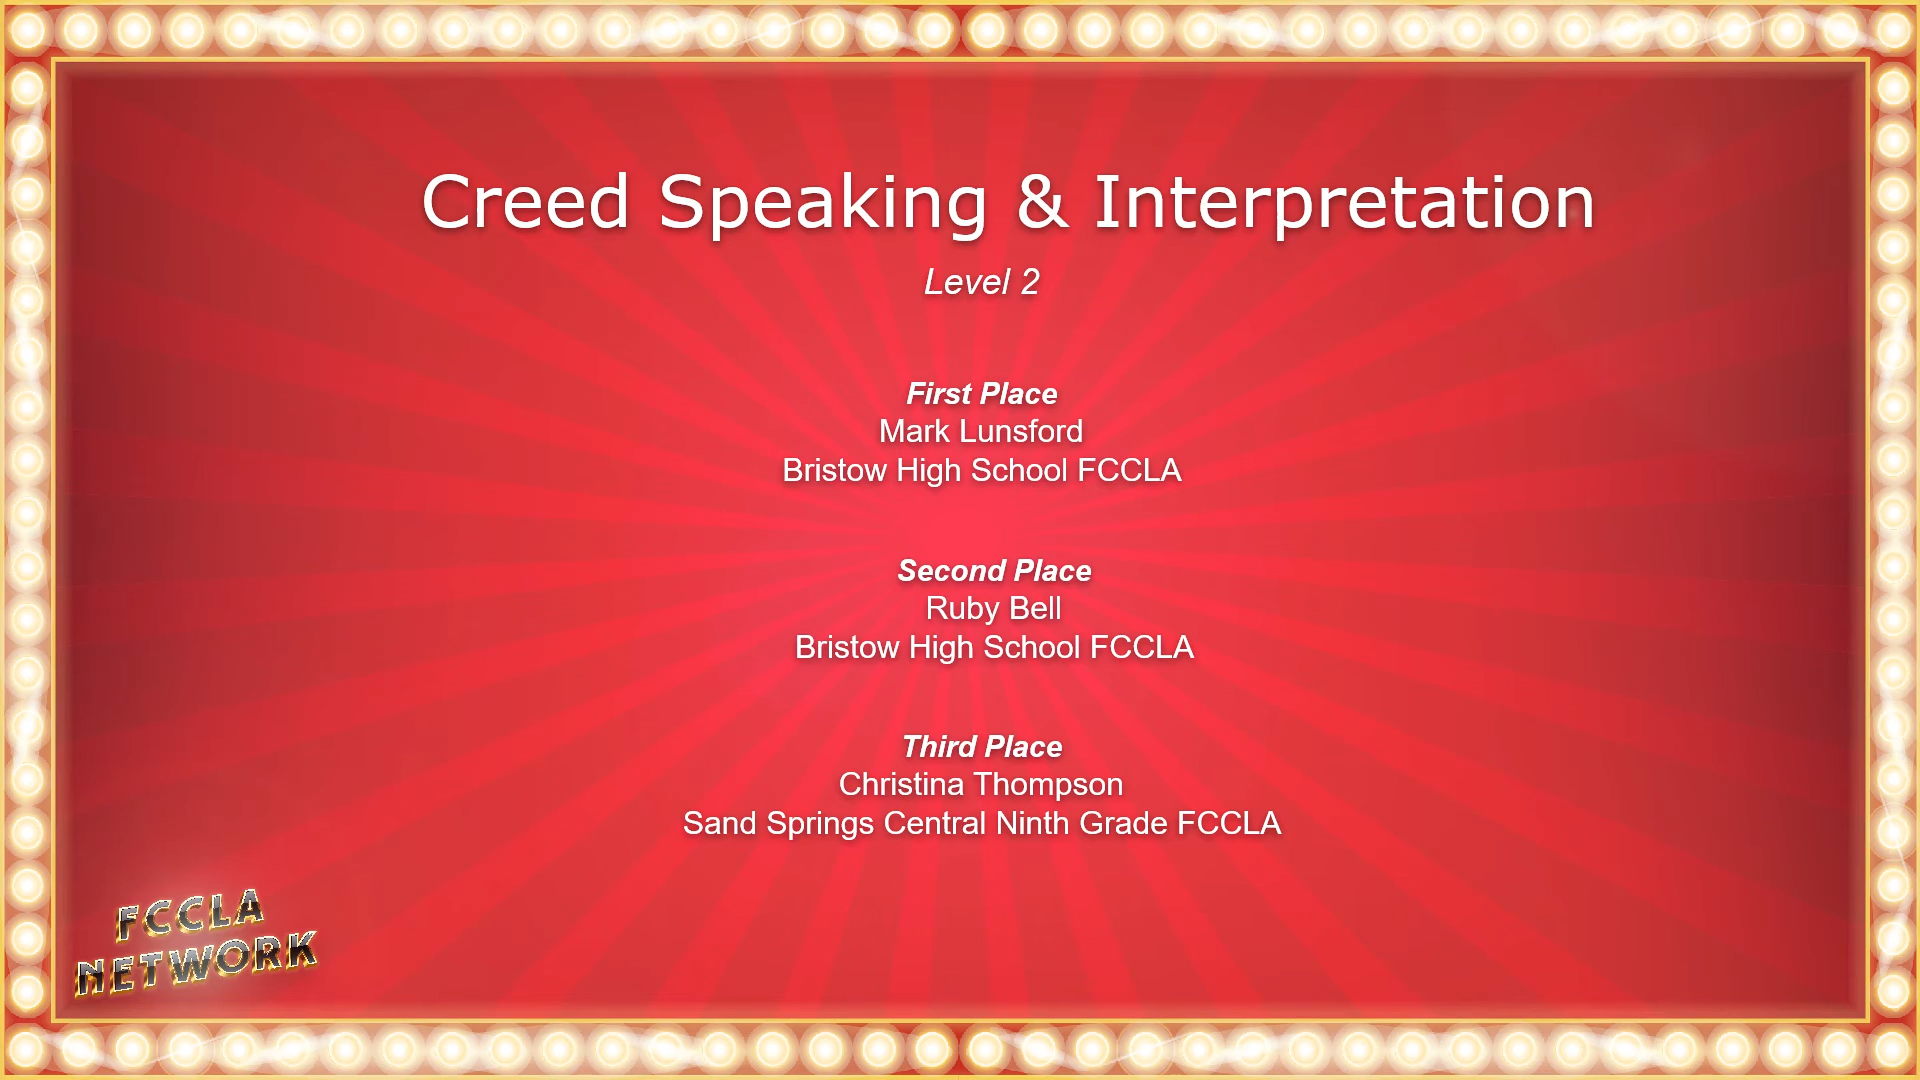 Creed Speaking & Interpretation
Level 2
First Place
Mark Lunsford
Bristow High School FCCLA
Second Place
Ruby Bell
Bristow High School FCCLA
Third Place
Christina Thompson
Sand Springs Central Ninth Grade FCCLA
FCCLA
NETWORK